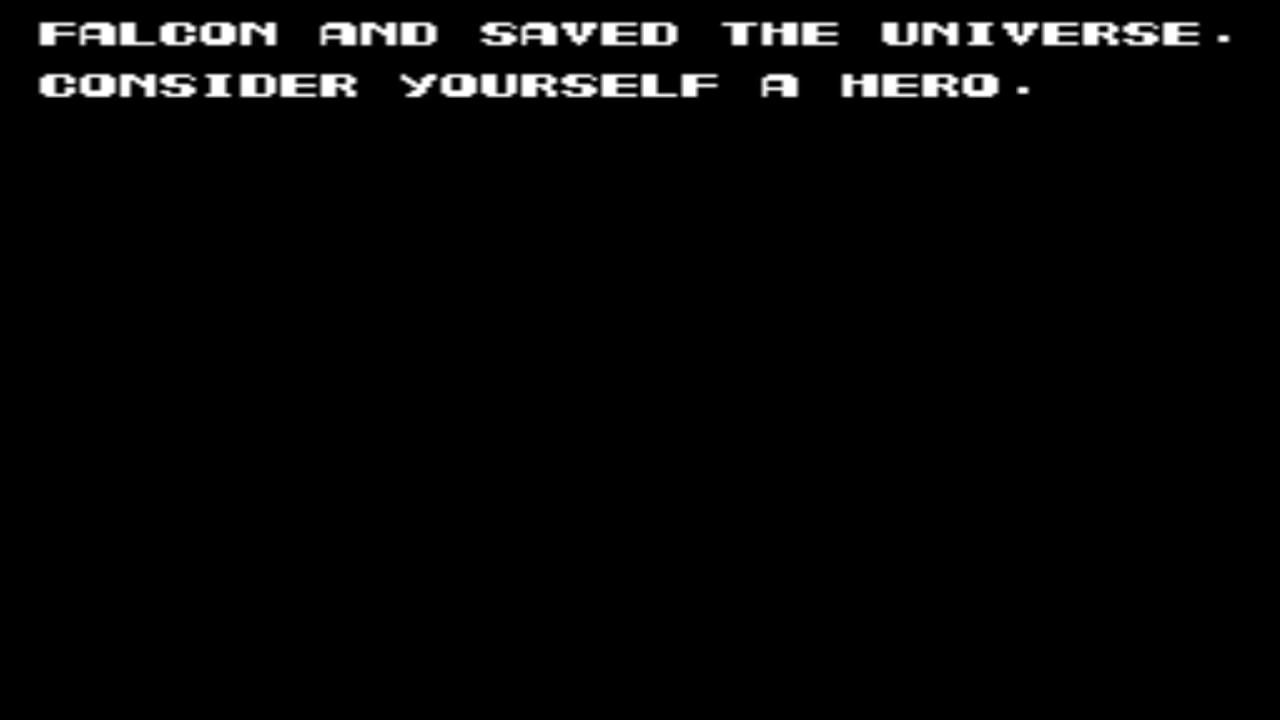 FALCON AND SAVED THE UNIVERSE.
CONSIDER YOURSELF A HERO.